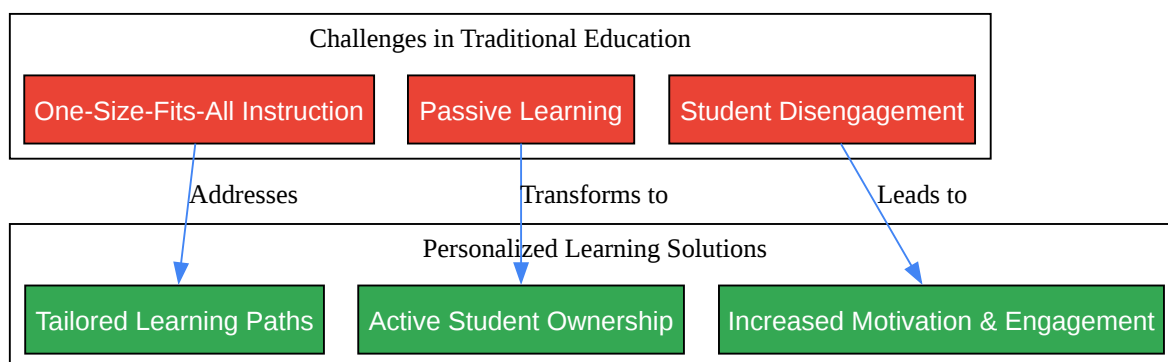 Challenges in Traditional Education
One-Size-Fits-All Instruction
Passive Learning
Student Disengagement
Addresses
Transforms to
Leads to
Personalized Learning Solutions
Tailored Learning Paths
Active Student Ownership
Increased Motivation & Engagement